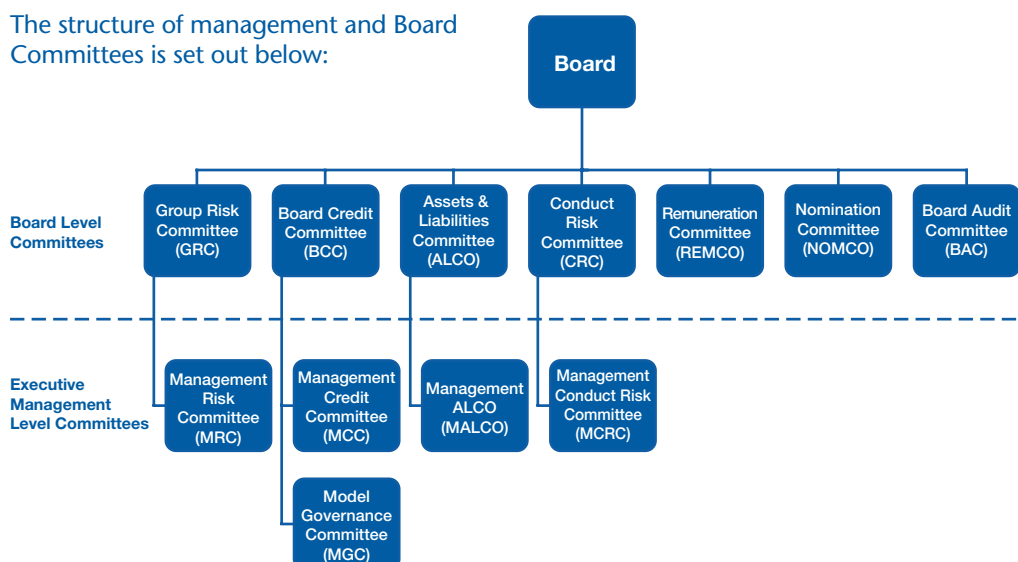 The structure of management and Board
Committees is set out below:
Board
Board Level
Committees
Group Risk
Committee
(GRC)
Board Credit
Committee
(BCC)
Assets &
Liabilities
Committee
(ALCO)
Conduct
Risk
Committee
(CRC)
Remuneration
Committee
(REMCO)
Nomination
Committee
(NOMCO)
Board Audit
Committee
(BAC)
Executive
Management
Level Committees
Management
Risk
Committee
(MRC)
Management
Credit
Committee
(MCC)
Management
ALCO
(MALCO)
Management
Conduct Risk
Committee
(MCRC)
Model
Governance
Committee
(MGC)